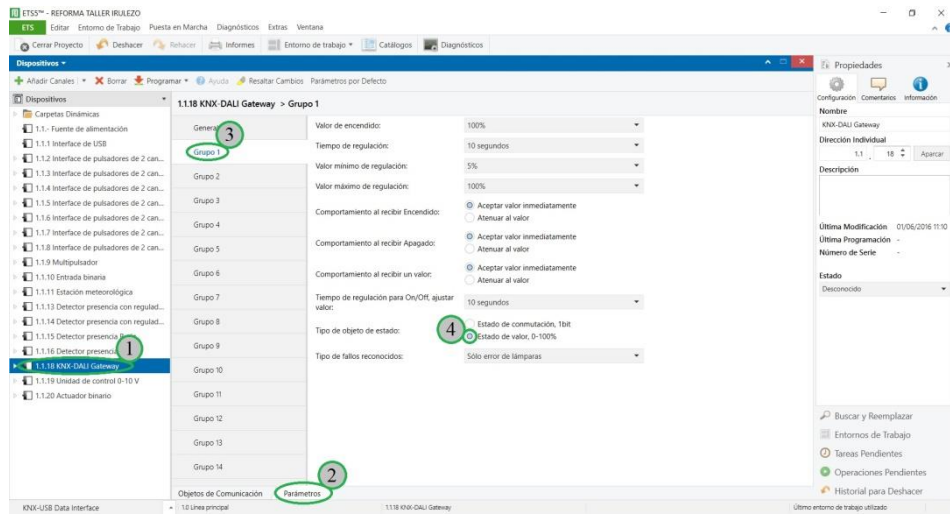 ETS5™ - REFORMA TALLER IRULEZO
ETS Editar Entorno de Trabajo Puesta en Marcha Diagnósticos Extras Ventana
Cerrar Proyecto Deshacer Rehacer Informes Entorno de trabajo Catálogos Diagnósticos
Dispositivos
Añadir Canales Borrar Programar Ayuda Resaltar Cambios Parámetros por Defecto
Dispositivos
Carpetas Dinámicas
1.1.- Fuente de alimentación
1.1.1 Interface de USB
1.1.2 Interface de pulsadores de 2 can...
1.1.3 Interface de pulsadores de 2 can...
1.1.4 Interface de pulsadores de 2 can...
1.1.5 Interface de pulsadores de 2 can...
1.1.6 Interface de pulsadores de 2 can...
1.1.7 Interface de pulsadores de 2 can...
1.1.8 Interface de pulsadores de 2 can...
1.1.9 Multipulsador
1.1.10 Entrada binaria
1.1.11 Estación meteorológica
1.1.13 Detector presencia con regulad...
1.1.14 Detector presencia con regulad...
1.1.15 Detector presencia
1.1.16 Detector presencia
1
1.1.18 KNX-DALI Gateway
1.1.19 Unidad de control 0-10 V
1.1.20 Actuador binario
1.1.18 KNX-DALI Gateway > Grupo 1
General
3
Grupo 1
Grupo 2
Grupo 3
Grupo 4
Grupo 5
Grupo 6
Grupo 7
Grupo 8
Grupo 9
Grupo 10
Grupo 11
Grupo 12
Grupo 13
Grupo 14
Valor de encendido: 100%
Tiempo de regulación: 10 segundos
Valor mínimo de regulación: 5%
Valor máximo de regulación: 100%
Comportamiento al recibir Encendido: Aceptar valor inmediatamente
Atenuar al valor
Comportamiento al recibir Apagado: Aceptar valor inmediatamente
Atenuar al valor
Comportamiento al recibir un valor: Aceptar valor inmediatamente
Atenuar al valor
Tiempo de regulación para On/Off, ajustar
valor: 10 segundos
Tipo de objeto de estado: 4 Estado de conmutación, 1bit
Estado de valor, 0-100%
Tipo de fallos reconocidos: Sólo error de lámparas
2
Objetos de Comunicación Parámetros
Propiedades
Configuración Comentarios Información
Nombre
KNX-DALI Gateway
Dirección Individual
1.1 . 18 Aparcar
Descripción
Última Modificación 01/06/2016 11:10
Última Programación -
Número de Serie -
Estado
Desconocido
Buscar y Reemplazar
Entornos de Trabajo
Tareas Pendientes
Operaciones Pendientes
Historial para Deshacer
KNX-USB Data Interface 1.0 Línea principal 1.1.18 KNX-DALI Gateway Último entorno de trabajo utilizado